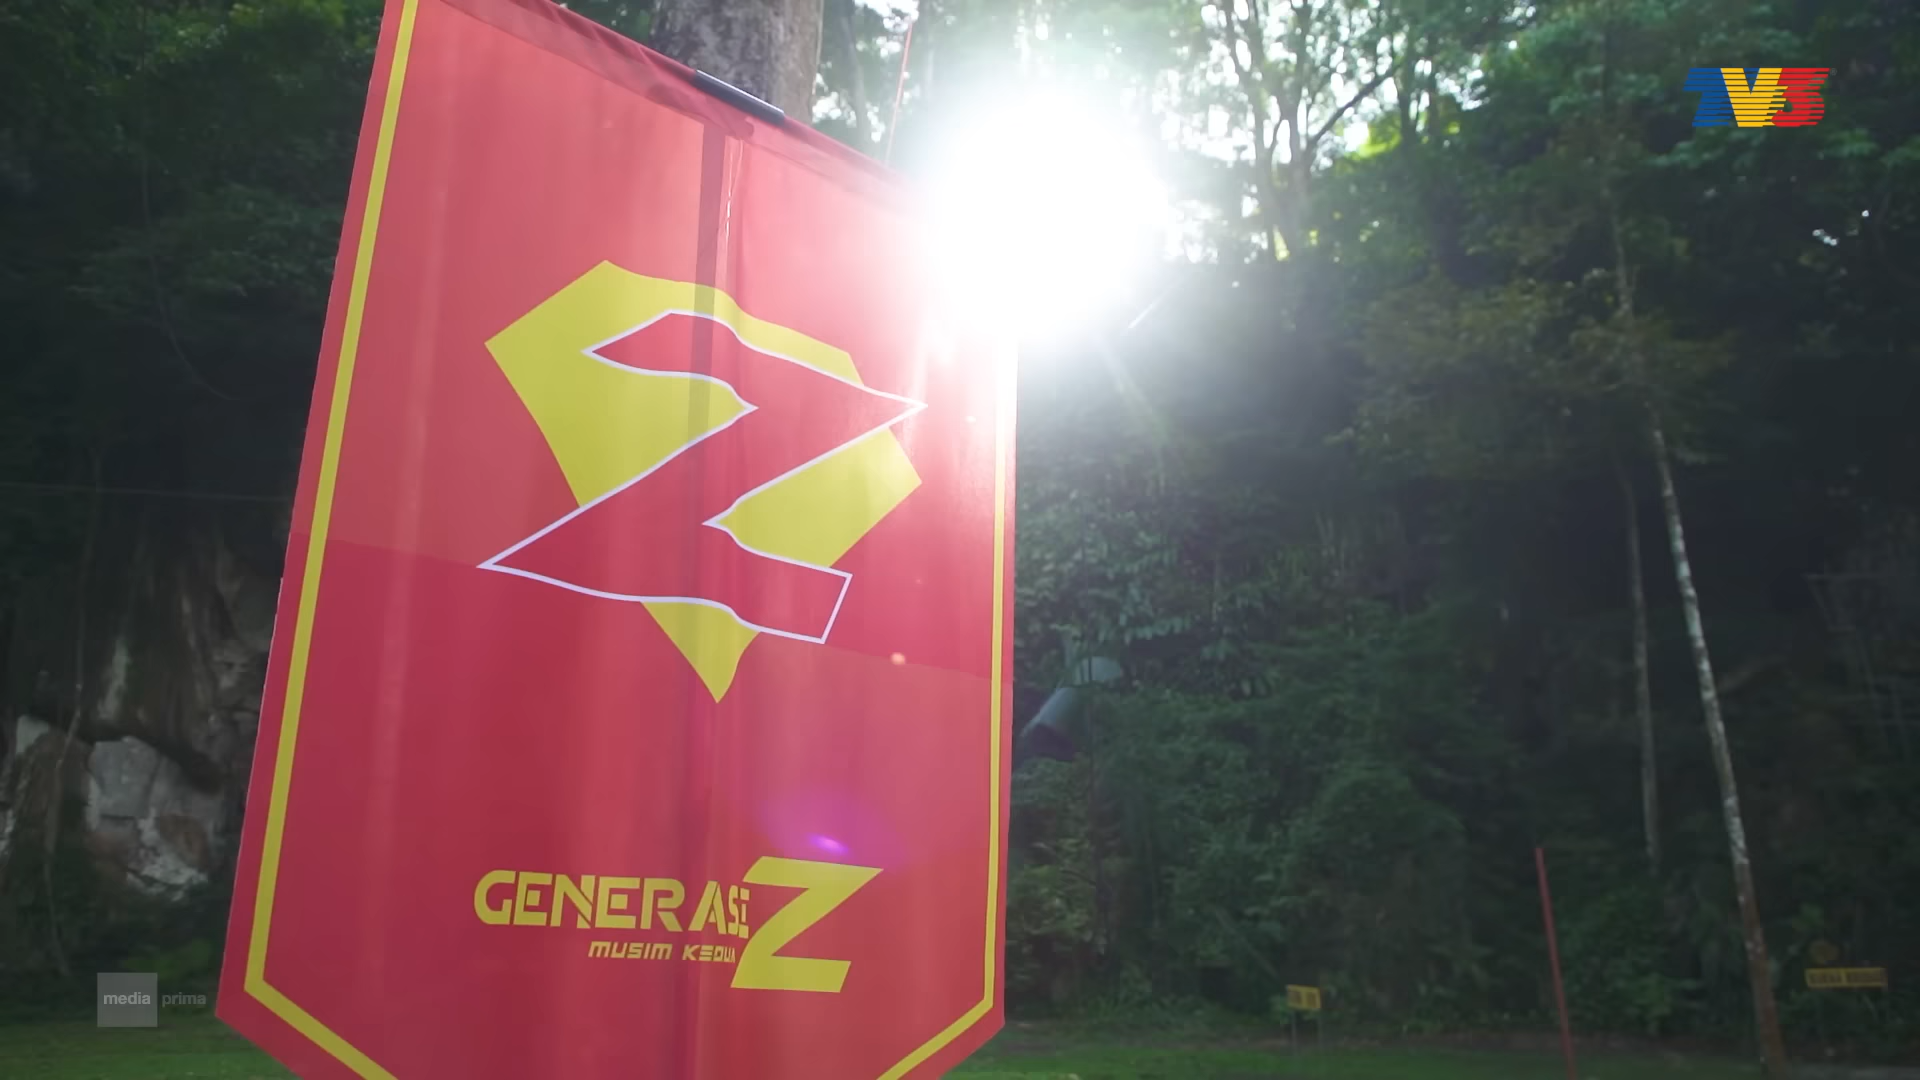 TV3
Z
GENERASI Z
MUSIM KEDUA
media prima